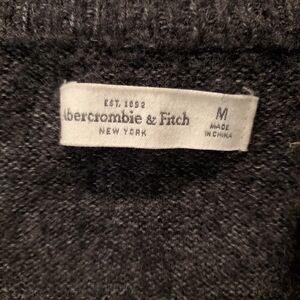 EST. 1892
Abercrombie & Fitch
NEW YORK
M
MADE
IN CHINA